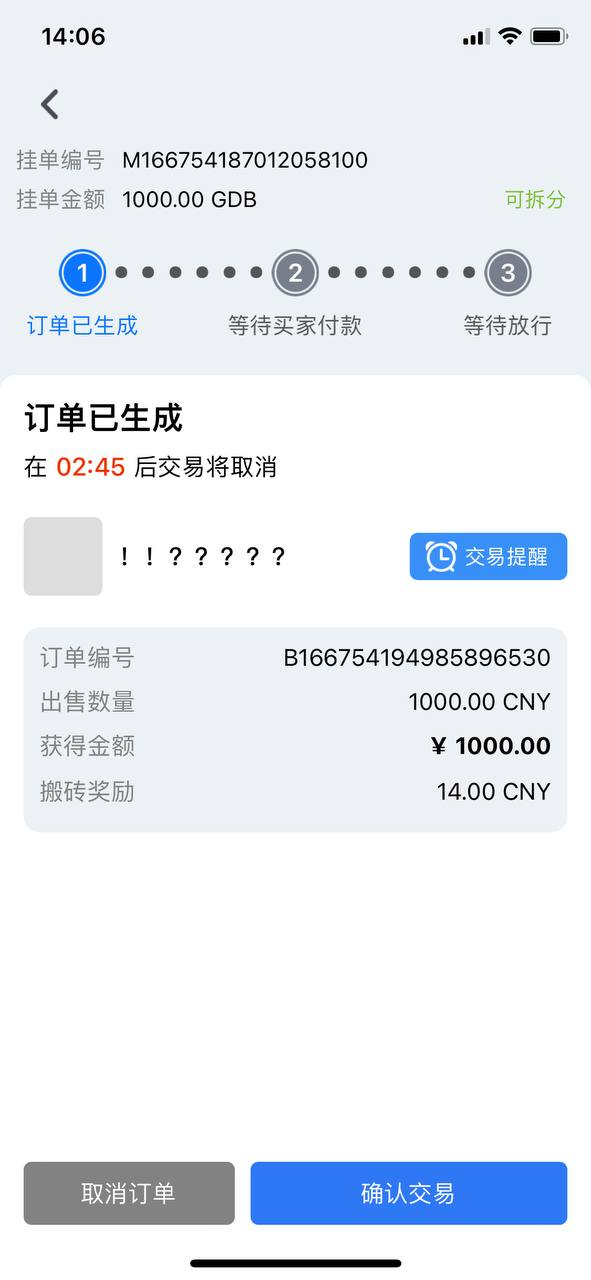 14:06
挂单编号 M166754187012058100
挂单金额 1000.00 GDB 可拆分
1 2 3
订单已生成 等待买家付款 等待放行
订单已生成
在 02:45 后交易将取消
！！？？？？？ 交易提醒
订单编号 B166754194985896530
出售数量 1000.00 CNY
获得金额 ¥ 1000.00
搬砖奖励 14.00 CNY
取消订单 确认交易